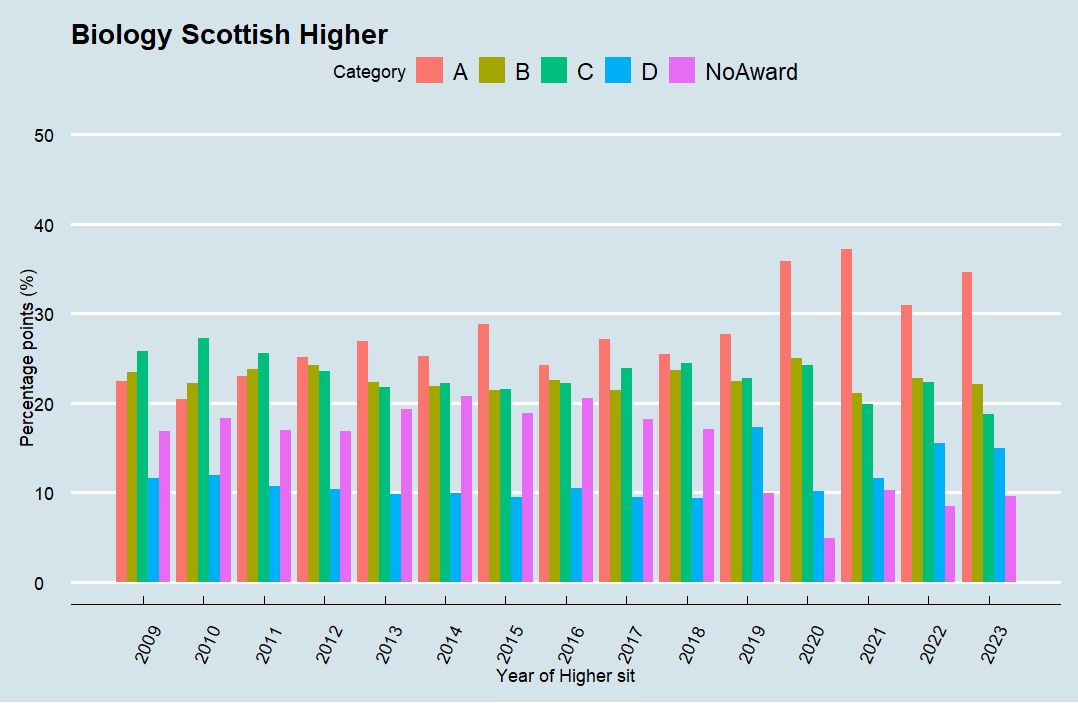 Biology Scottish Higher
Category A B C D NoAward
50
40
30
20
10
0
Percentage points (%)
2009 2010 2011 2012 2013 2014 2015 2016 2017 2018 2019 2020 2021 2022 2023
Year of Higher sit